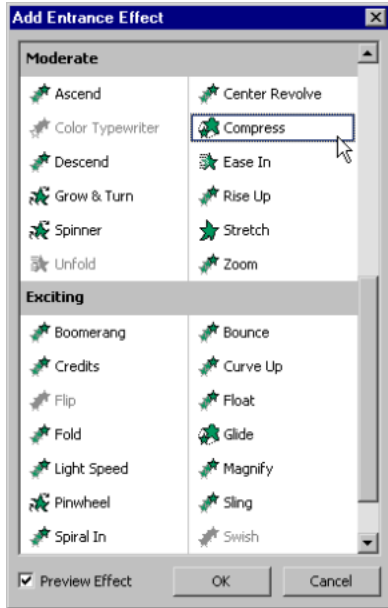 Add Entrance Effect
Moderate
Ascend Center Revolve
Color Typewriter Compress
Descend Ease In
Grow & Turn Rise Up
Spinner Stretch
Unfold Zoom
Exciting
Boomerang Bounce
Credits Curve Up
Flip Float
Fold Glide
Light Speed Magnify
Pinwheel Sling
Spiral In Swish
Preview Effect OK Cancel